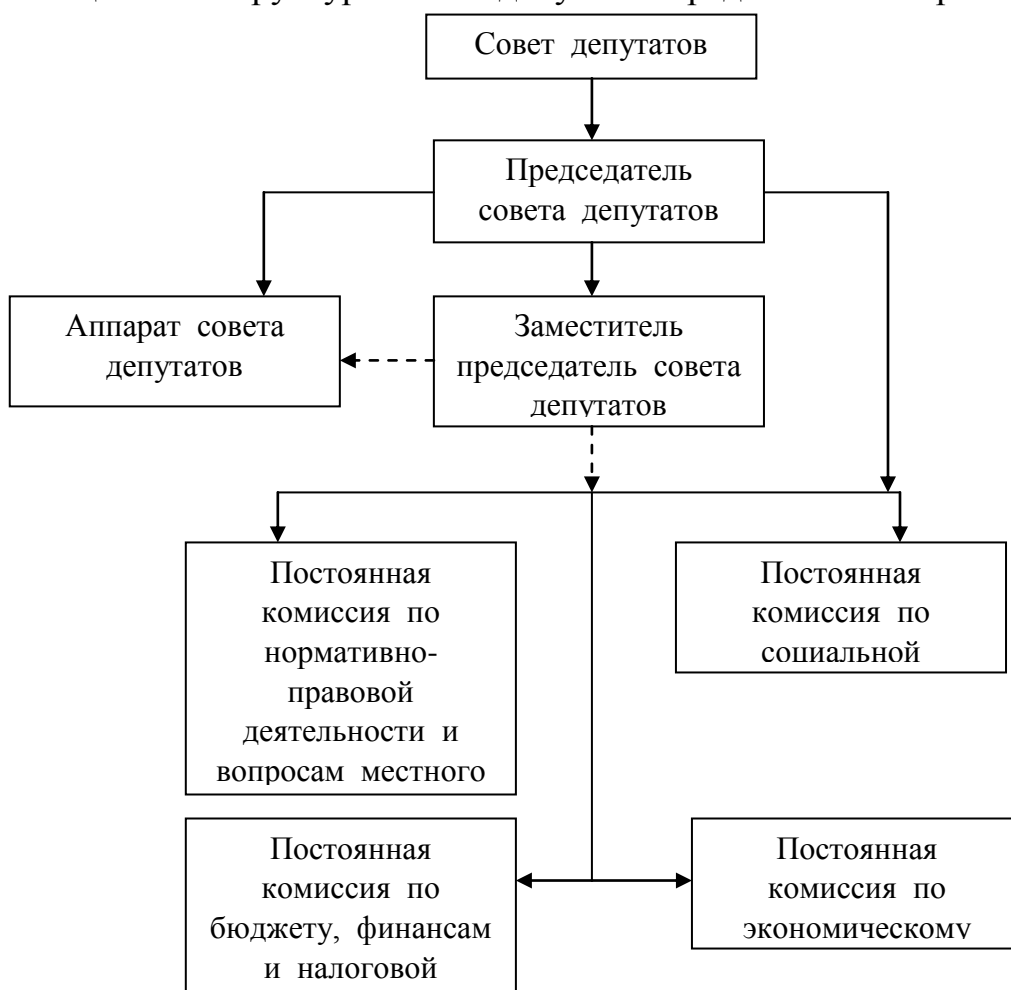 Совет депутатов
Председатель
совета депутатов
Аппарат совета
депутатов
Заместитель
председатель совета
депутатов
Постоянная
комиссия по
нормативно-
правовой
деятельности и
вопросам местного
Постоянная
комиссия по
социальной
Постоянная
комиссия по
бюджету, финансам
и налоговой
Постоянная
комиссия по
экономическому